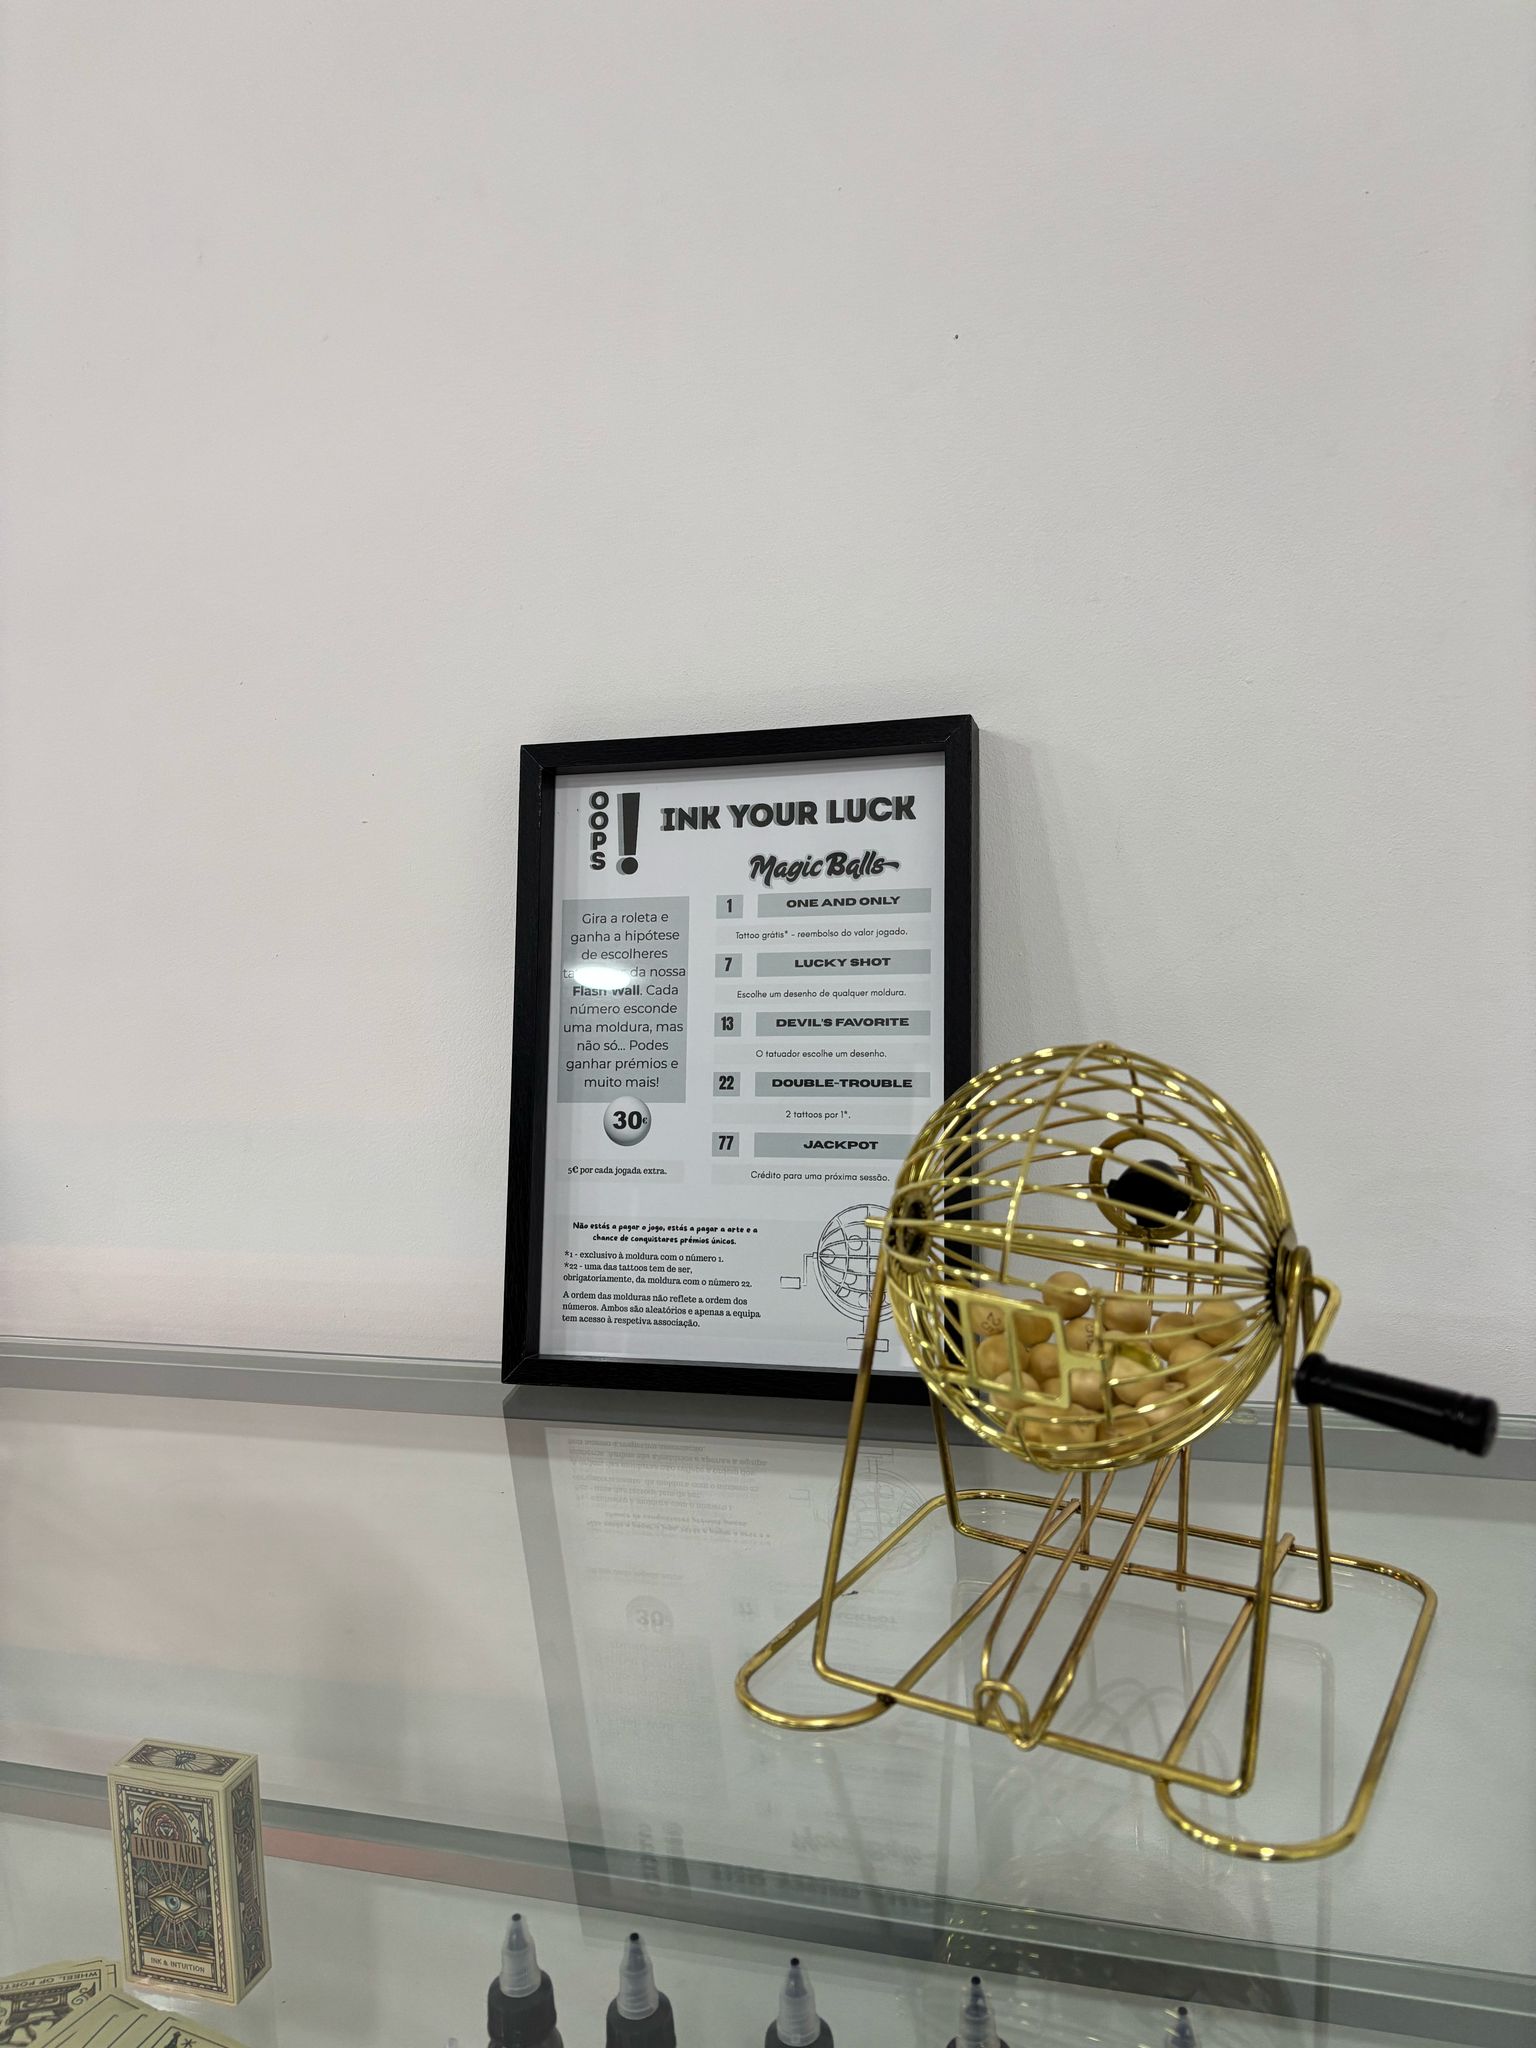 OOPS!
INK YOUR LUCK
Magic Balls
Gira a roleta e
ganha a hipótese
de escolheres
da nossa
Flash Wall. Cada
número esconde
uma moldura, mas
não só... Podes
ganhar prémios e
muito mais!
30€
5€ por cada jogada extra.
1 ONE AND ONLY
Tattoo grátis* - reembolso do valor jogado.
7 LUCKY SHOT
Escolhe um desenho de qualquer moldura.
13 DEVIL'S FAVORITE
O tatuador escolhe um desenho.
22 DOUBLE-TROUBLE
2 tattoos por 1*.
77 JACKPOT
Crédito para uma próxima sessão.
Não estás a pagar o jogo, estás a pagar a arte e a
chance de conquistares prémios únicos.
*1 - exclusivo à moldura com o número 1.
*22 - uma das tattoos tem de ser,
obrigatoriamente, da moldura com o número 22.
A ordem das molduras não reflete a ordem dos
números. Ambos são aleatórios e apenas a equipa
tem acesso à respetiva associação.
25
TATTOO TAROT
INK & INTUITION
WHEEL OF